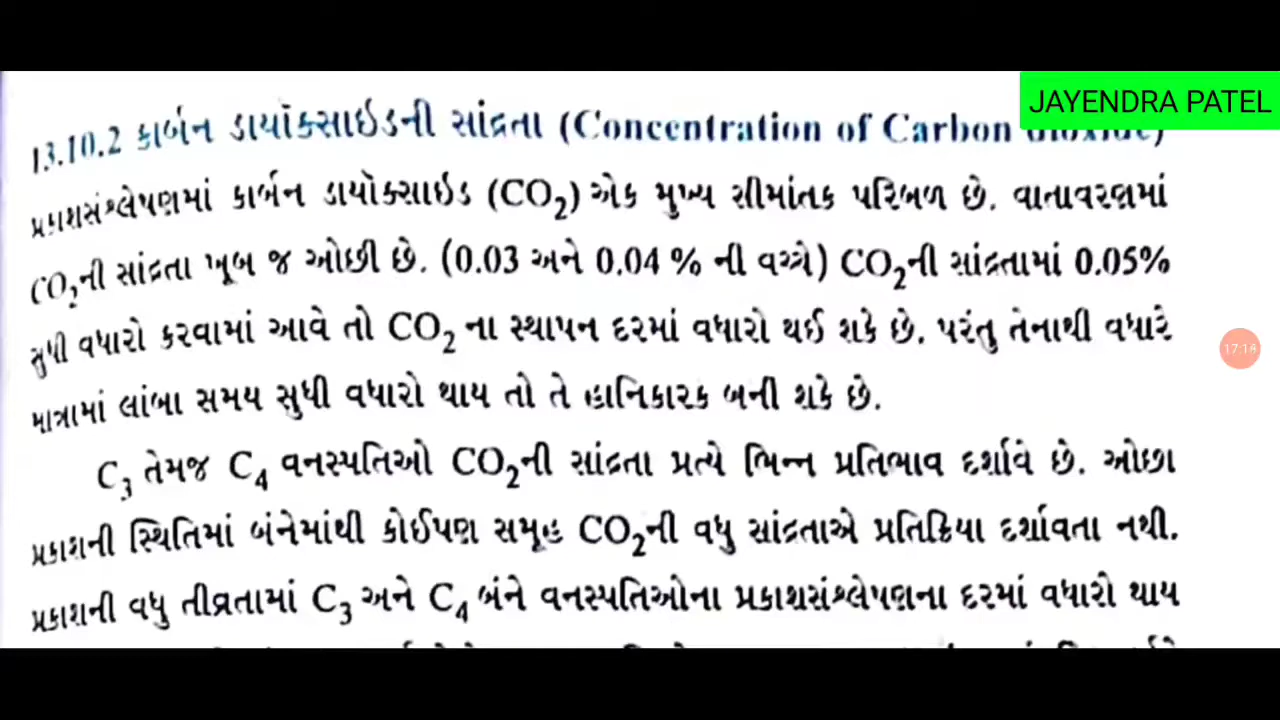 JAYENDRA PATEL
13.10.2 કાર્બન ડાયૉક્સાઇડની સાંદ્રતા (Concentration of Carbon dioxide)
પ્રકાશસંશ્લેષણમાં કાર્બન ડાયૉક્સાઇડ (CO₂) એક મુખ્ય સીમાંતક પરિબળ છે. વાતાવરણમાં
CO₂ની સાંદ્રતા ખૂબ જ ઓછી છે. (0.03 અને 0.04 % ની વચ્ચે) CO₂ની સાંદ્રતામાં 0.05%
સુધી વધારો કરવામાં આવે તો CO₂ ના સ્થાપન દરમાં વધારો થઈ શકે છે. પરંતુ તેનાથી વધારે
માત્રામાં લાંબા સમય સુધી વધારો થાય તો તે હાનિકારક બની શકે છે.
C₃ તેમજ C₄ વનસ્પતિઓ CO₂ની સાંદ્રતા પ્રત્યે ભિન્ન પ્રતિભાવ દર્શાવે છે. ઓછા
પ્રકાશની સ્થિતિમાં બંનેમાંથી કોઈપણ સમૂહ CO₂ની વધુ સાંદ્રતાએ પ્રતિક્રિયા દર્શાવતા નથી.
પ્રકાશની વધુ તીવ્રતામાં C₃ અને C₄ બંને વનસ્પતિઓના પ્રકાશસંશ્લેષણના દરમાં વધારો થાય
17:14